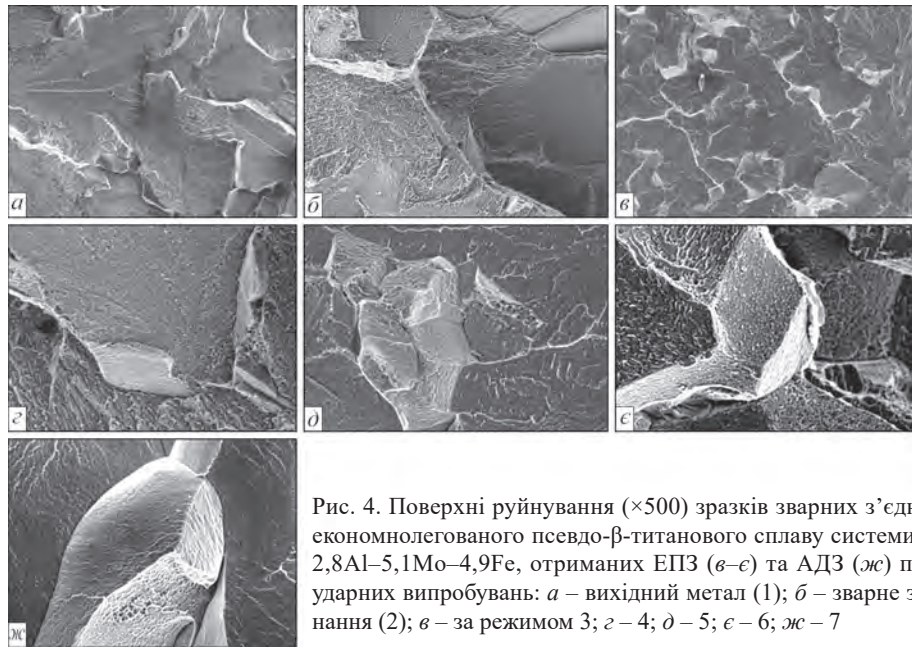 а
б
в
г
д
є
ж
Рис. 4. Поверхні руйнування (×500) зразків зварних з’єдн
економнолегованого псевдо-β-титанового сплаву системи
2,8Al–5,1Mo–4,9Fe, отриманих ЕПЗ (в–є) та АДЗ (ж) п
ударних випробувань: а – вихідний метал (1); б – зварне з
нання (2); в – за режимом 3; г – 4; д – 5; є – 6; ж – 7